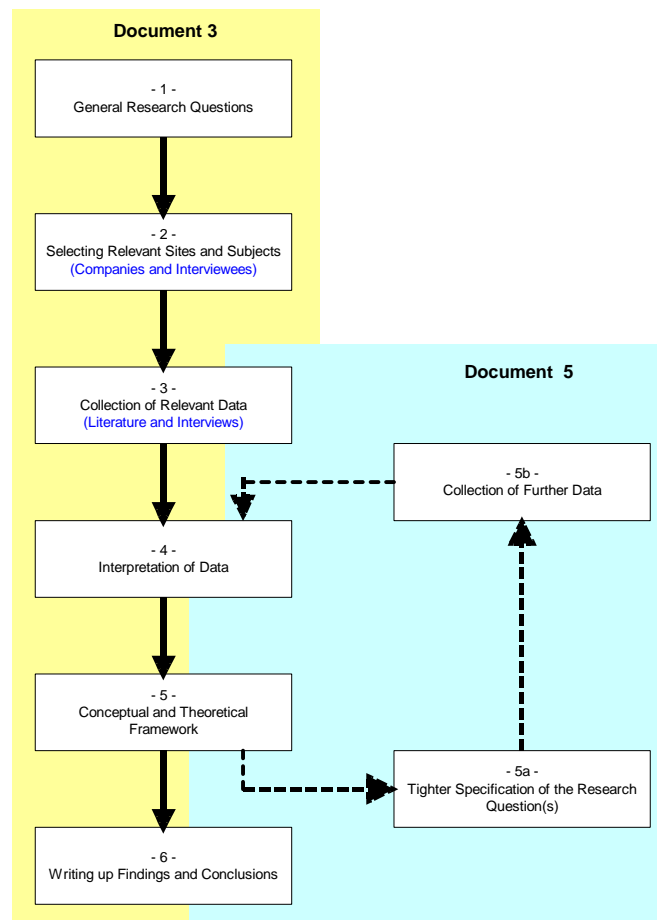 Document 3
- 1 -
General Research Questions
- 2 -
Selecting Relevant Sites and Subjects
(Companies and Interviewees)
- 3 -
Collection of Relevant Data
(Literature and Interviews)
Document 5
- 5b -
Collection of Further Data
- 4 -
Interpretation of Data
- 5 -
Conceptual and Theoretical
Framework
- 5a -
Tighter Specification of the Research
Question(s)
- 6 -
Writing up Findings and Conclusions